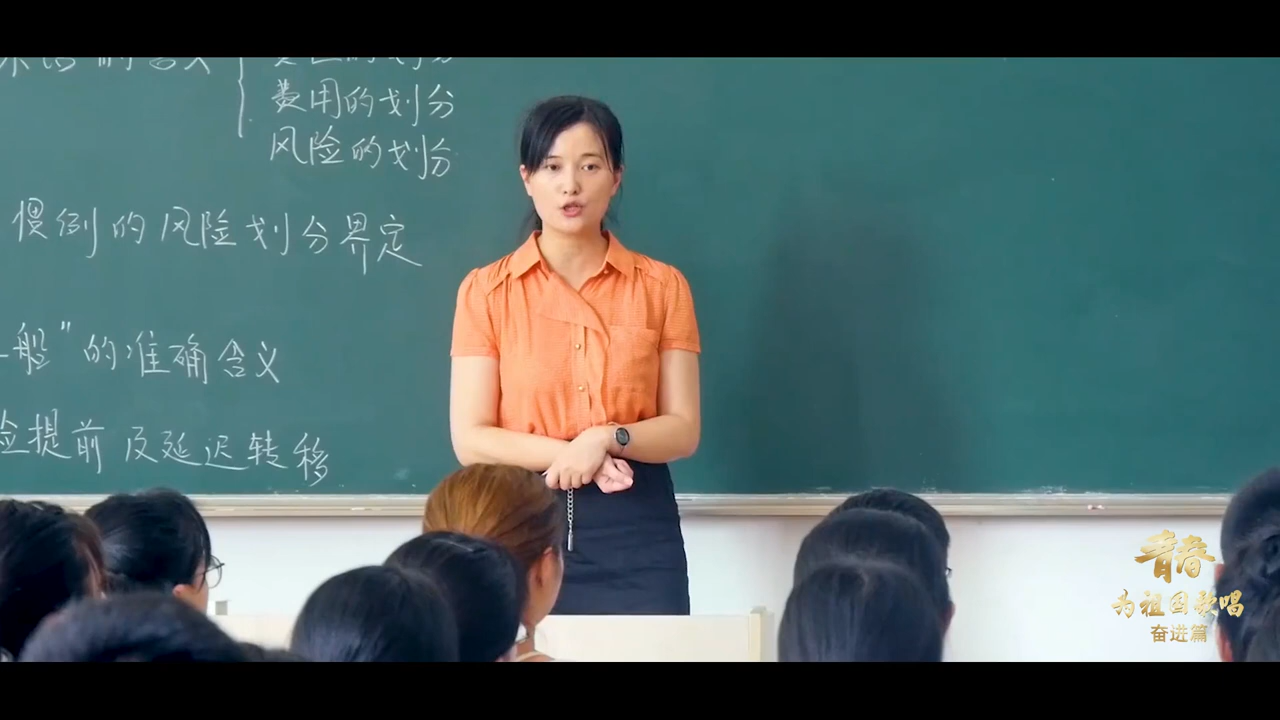 费用的划分
风险的划分
惯例的风险划分界定
般”的准确含义
险提前及延迟转移
青春
为祖国歌唱
奋进篇